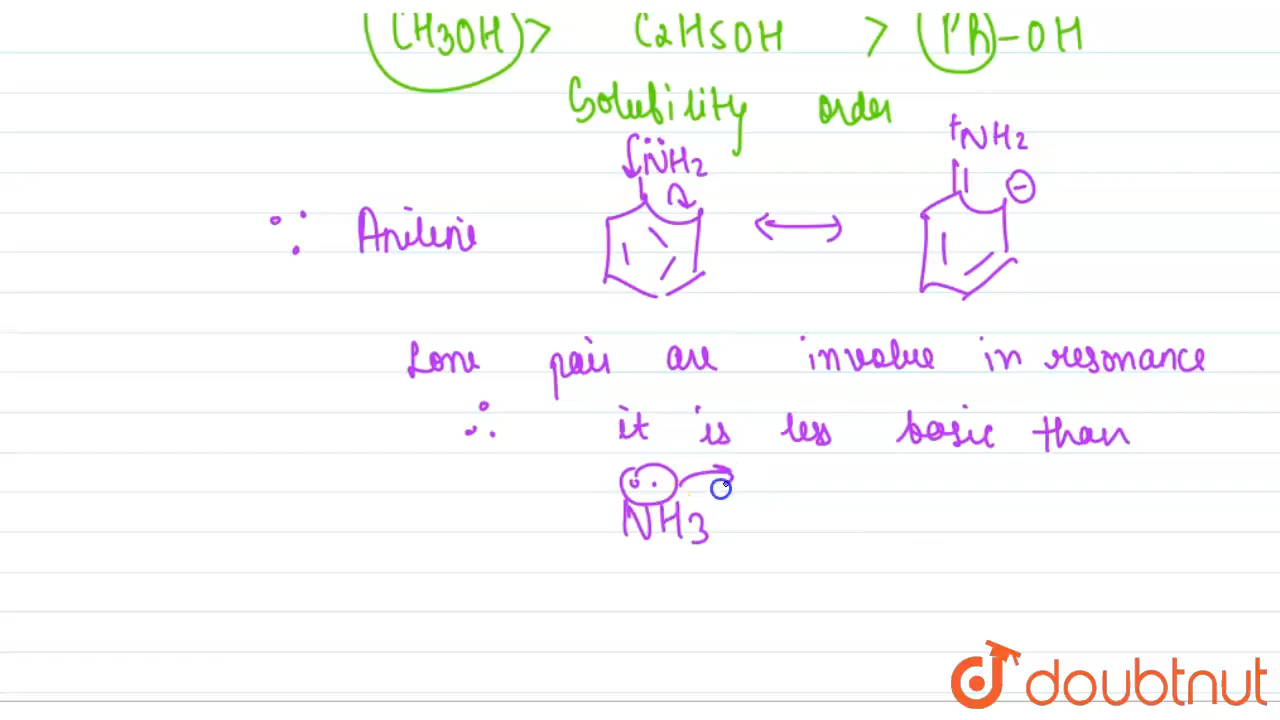 CH3OH > C2H5OH > Ph-OH
Solubility order
NH2 +NH2
∵ Aniline ⟷ ⊖
Lone pair are involve in resonance
∴ it is less basic than
NH3
doubtnut